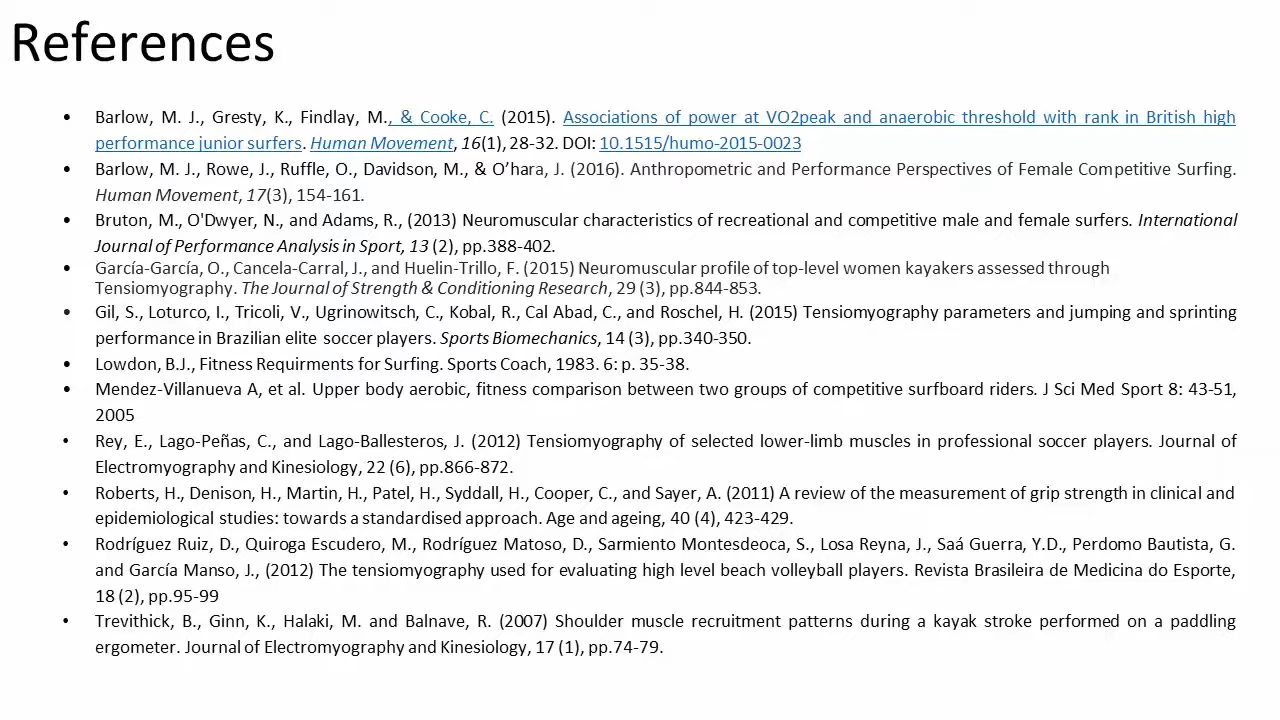 References
• Barlow, M. J., Gresty, K., Findlay, M., & Cooke, C. (2015). Associations of power at VO2peak and anaerobic threshold with rank in British high
performance junior surfers. Human Movement, 16(1), 28-32. DOI: 10.1515/humo-2015-0023
• Barlow, M. J., Rowe, J., Ruffle, O., Davidson, M., & O’hara, J. (2016). Anthropometric and Performance Perspectives of Female Competitive Surfing.
Human Movement, 17(3), 154-161.
• Bruton, M., O'Dwyer, N., and Adams, R., (2013) Neuromuscular characteristics of recreational and competitive male and female surfers. International
Journal of Performance Analysis in Sport, 13 (2), pp.388-402.
• García-García, O., Cancela-Carral, J., and Huelin-Trillo, F. (2015) Neuromuscular profile of top-level women kayakers assessed through
Tensiomyography. The Journal of Strength & Conditioning Research, 29 (3), pp.844-853.
• Gil, S., Loturco, I., Tricoli, V., Ugrinowitsch, C., Kobal, R., Cal Abad, C., and Roschel, H. (2015) Tensiomyography parameters and jumping and sprinting
performance in Brazilian elite soccer players. Sports Biomechanics, 14 (3), pp.340-350.
• Lowdon, B.J., Fitness Requirments for Surfing. Sports Coach, 1983. 6: p. 35-38.
• Mendez-Villanueva A, et al. Upper body aerobic, fitness comparison between two groups of competitive surfboard riders. J Sci Med Sport 8: 43-51,
2005
• Rey, E., Lago-Peñas, C., and Lago-Ballesteros, J. (2012) Tensiomyography of selected lower-limb muscles in professional soccer players. Journal of
Electromyography and Kinesiology, 22 (6), pp.866-872.
• Roberts, H., Denison, H., Martin, H., Patel, H., Syddall, H., Cooper, C., and Sayer, A. (2011) A review of the measurement of grip strength in clinical and
epidemiological studies: towards a standardised approach. Age and ageing, 40 (4), 423-429.
• Rodríguez Ruiz, D., Quiroga Escudero, M., Rodríguez Matoso, D., Sarmiento Montesdeoca, S., Losa Reyna, J., Saá Guerra, Y.D., Perdomo Bautista, G.
and García Manso, J., (2012) The tensiomyography used for evaluating high level beach volleyball players. Revista Brasileira de Medicina do Esporte,
18 (2), pp.95-99
• Trevithick, B., Ginn, K., Halaki, M. and Balnave, R. (2007) Shoulder muscle recruitment patterns during a kayak stroke performed on a paddling
ergometer. Journal of Electromyography and Kinesiology, 17 (1), pp.74-79.